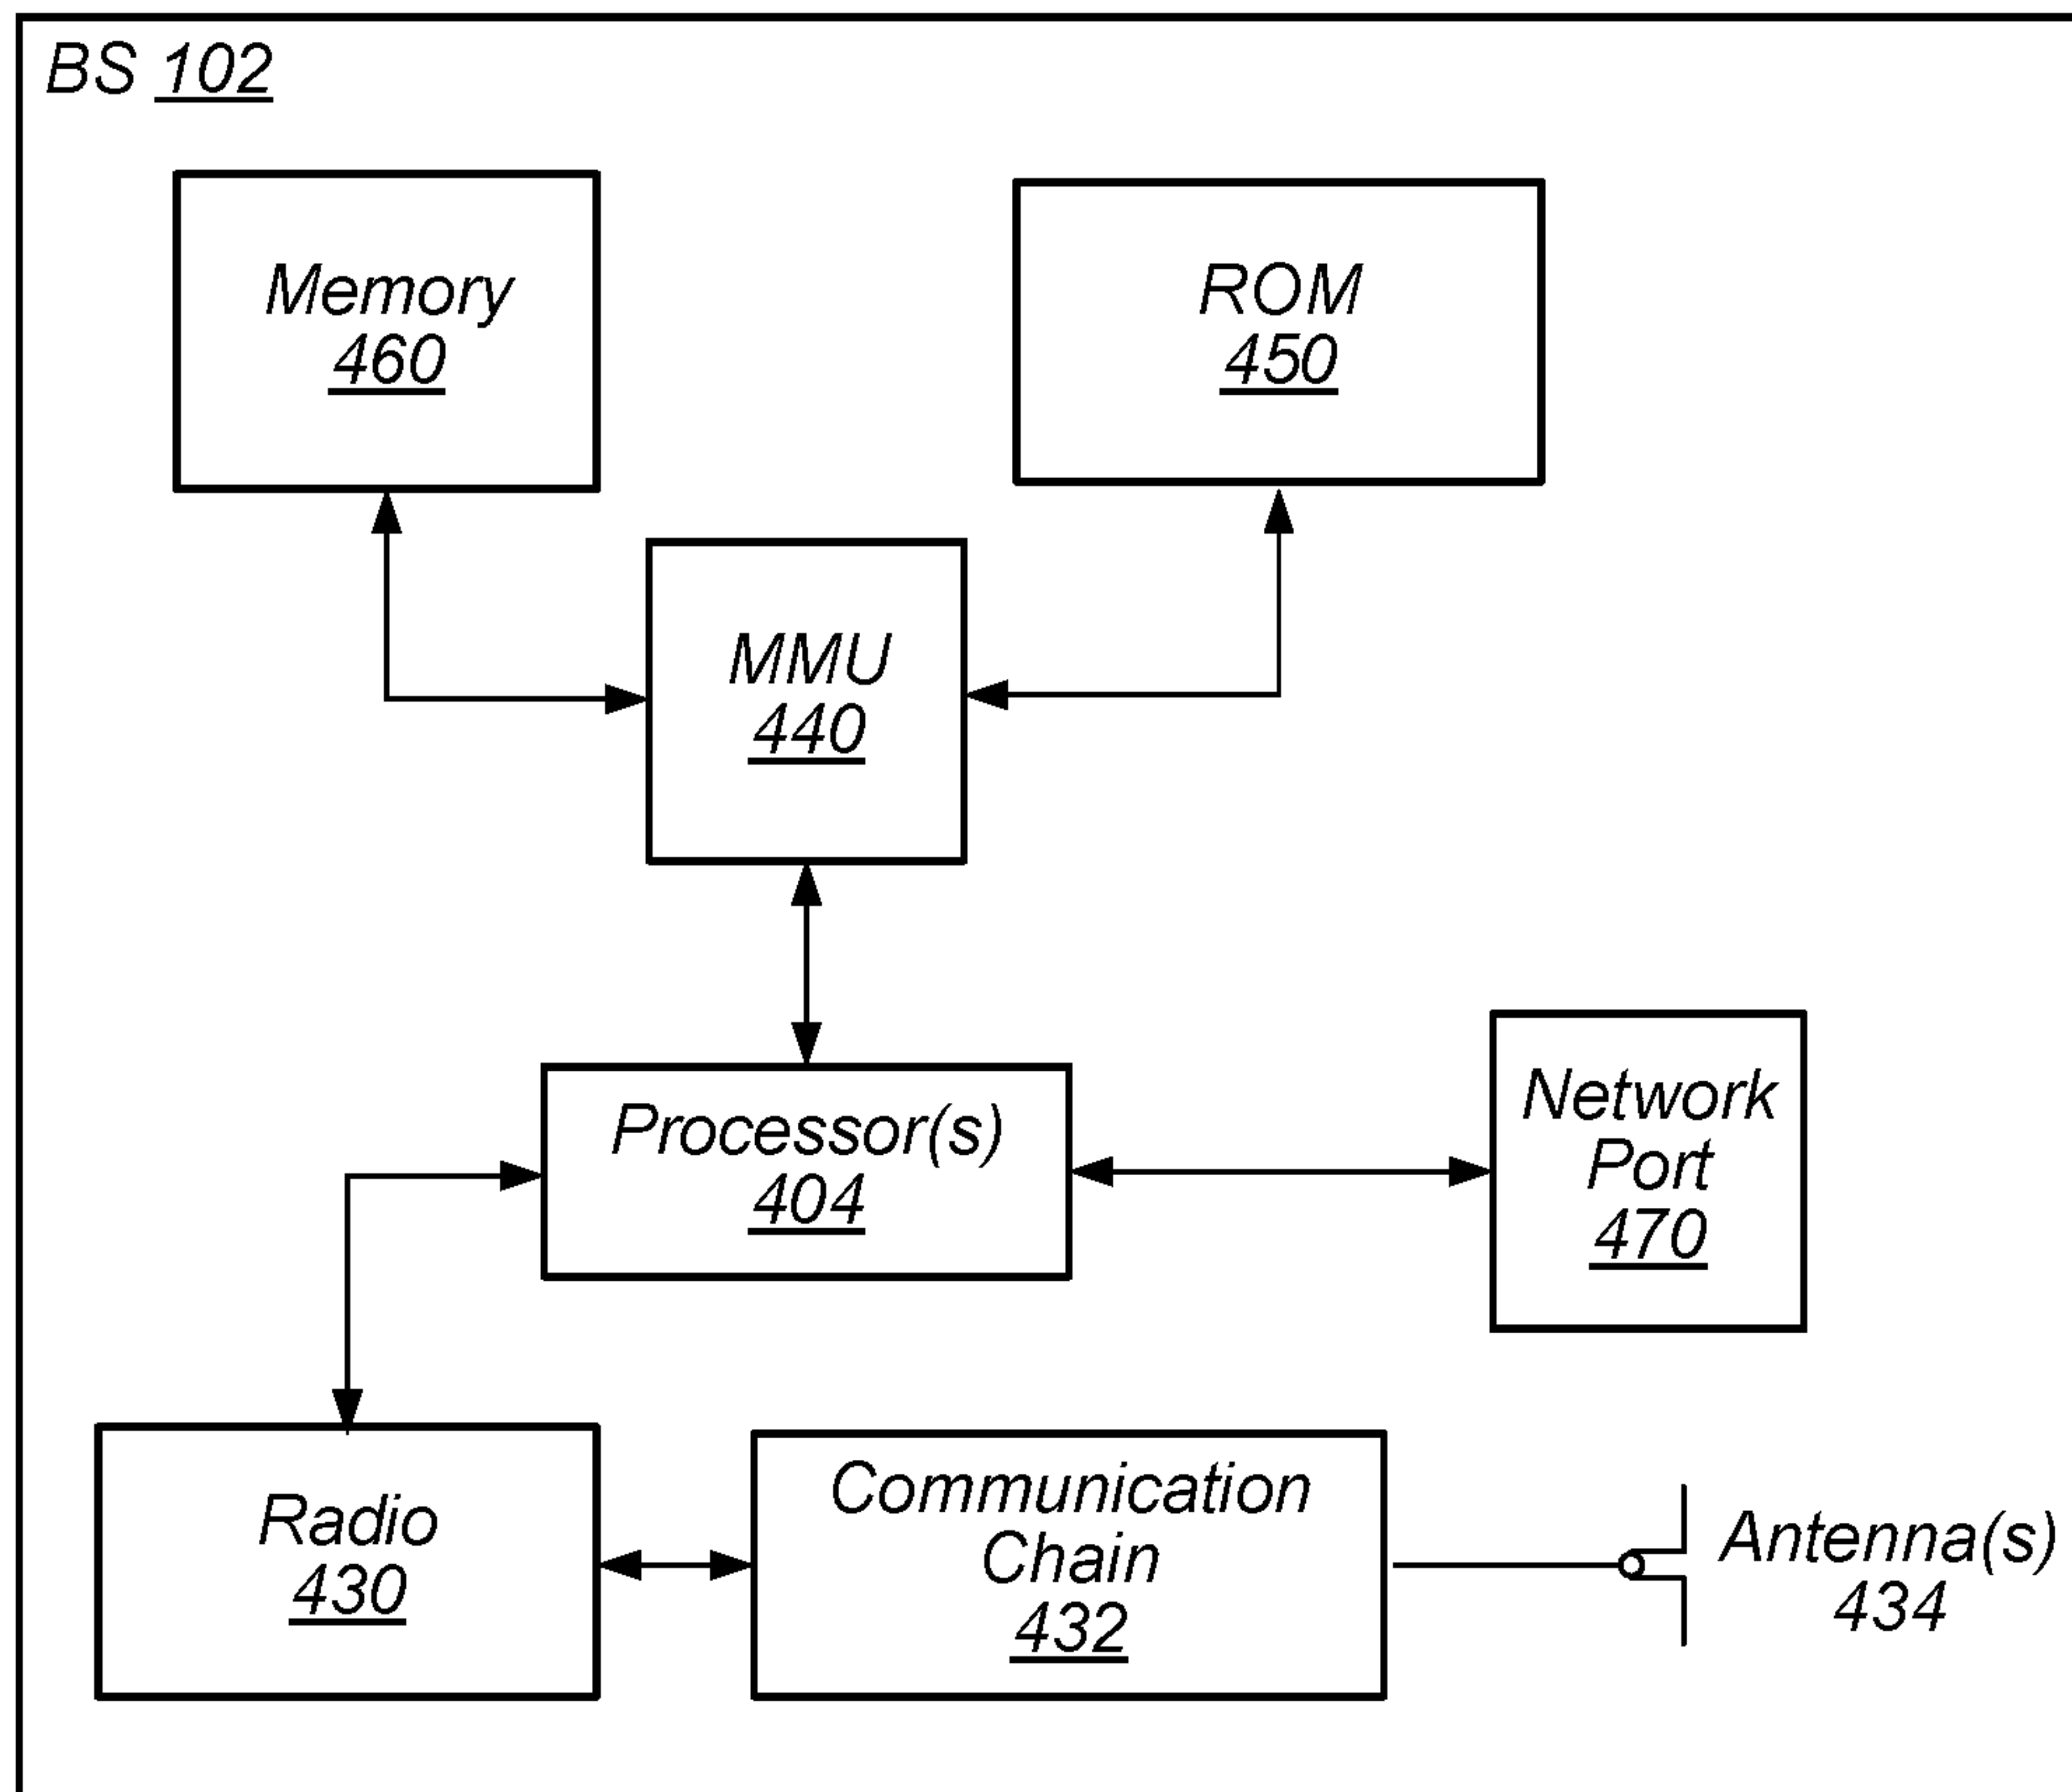 BS 102
Memory
460
ROM
450
MMU
440
Processor(s)
404
Network
Port
470
Radio
430
Communication
Chain
432
Antenna(s)
434